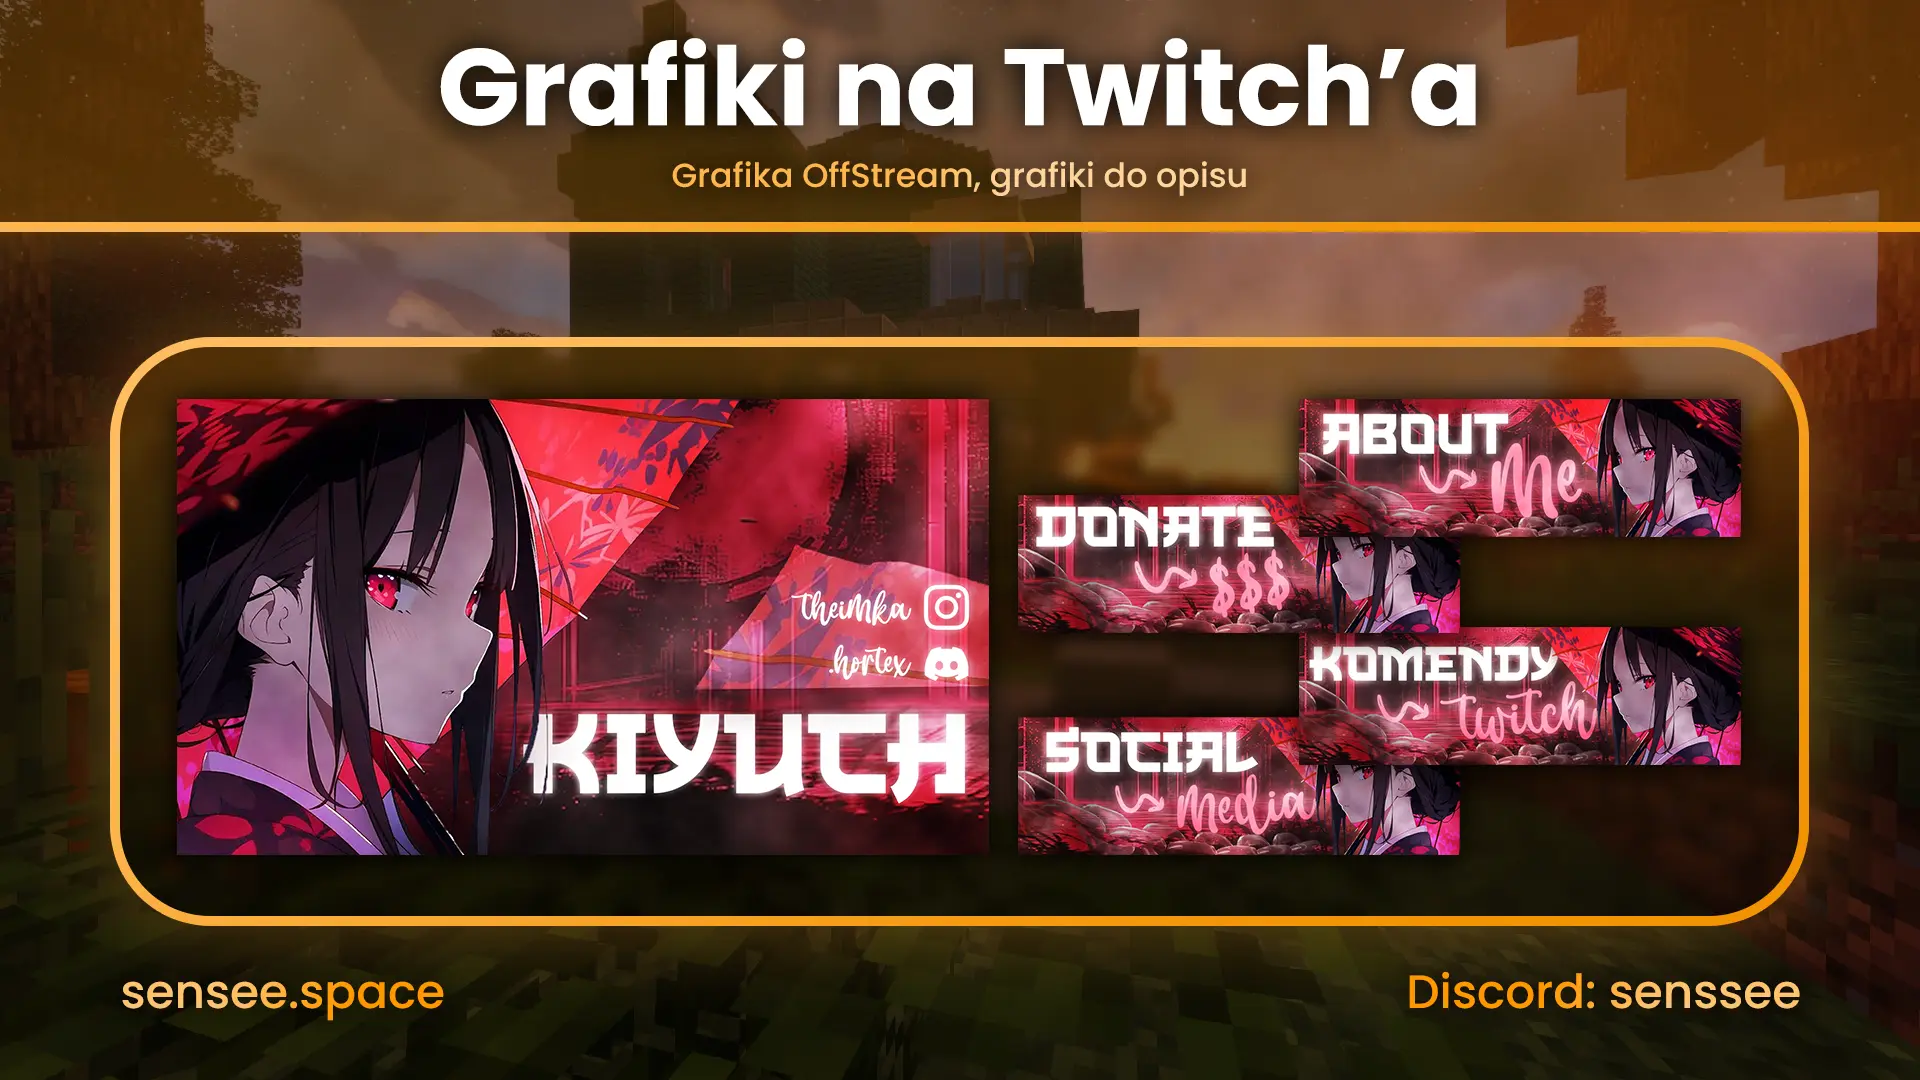 Grafiki na Twitch’a
Grafika OffStream, grafiki do opisu
theimka
.hortex
KIYUCH
ABOUT
Me
DONATE
$$$
KOMENDY
twitch
SOCIAL
Media
sensee.space
Discord: senssee